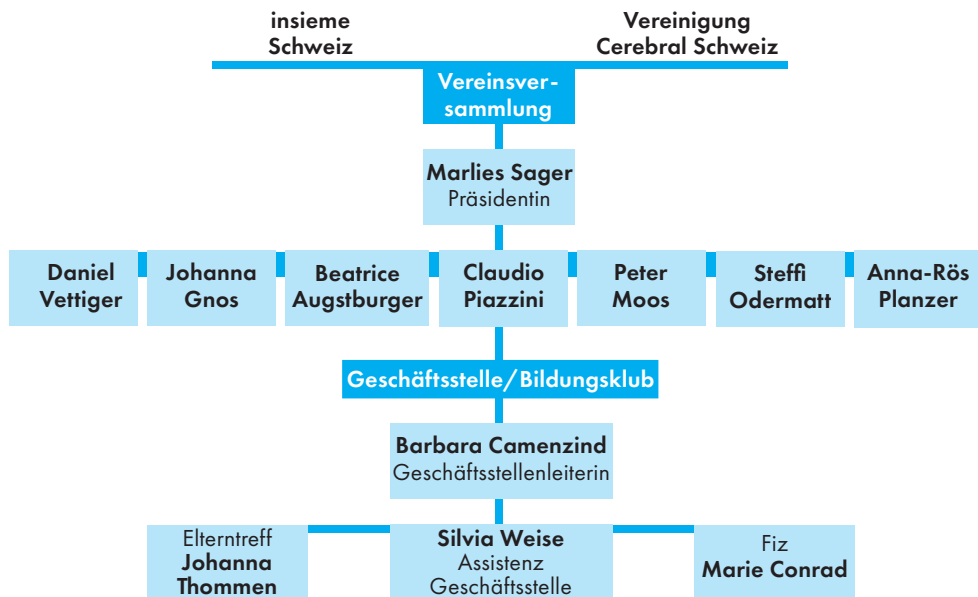 insieme
Schweiz
Vereinigung
Cerebral Schweiz
Vereinsver-
sammlung
Marlies Sager
Präsidentin
Daniel
Vettiger
Johanna
Gnos
Beatrice
Augstburger
Claudio
Piazzini
Peter
Moos
Steffi
Odermatt
Anna-Rös
Planzer
Geschäftsstelle/Bildungsklub
Barbara Camenzind
Geschäftsstellenleiterin
Elterntreff
Johanna
Thommen
Silvia Weise
Assistenz
Geschäftsstelle
Fiz
Marie Conrad